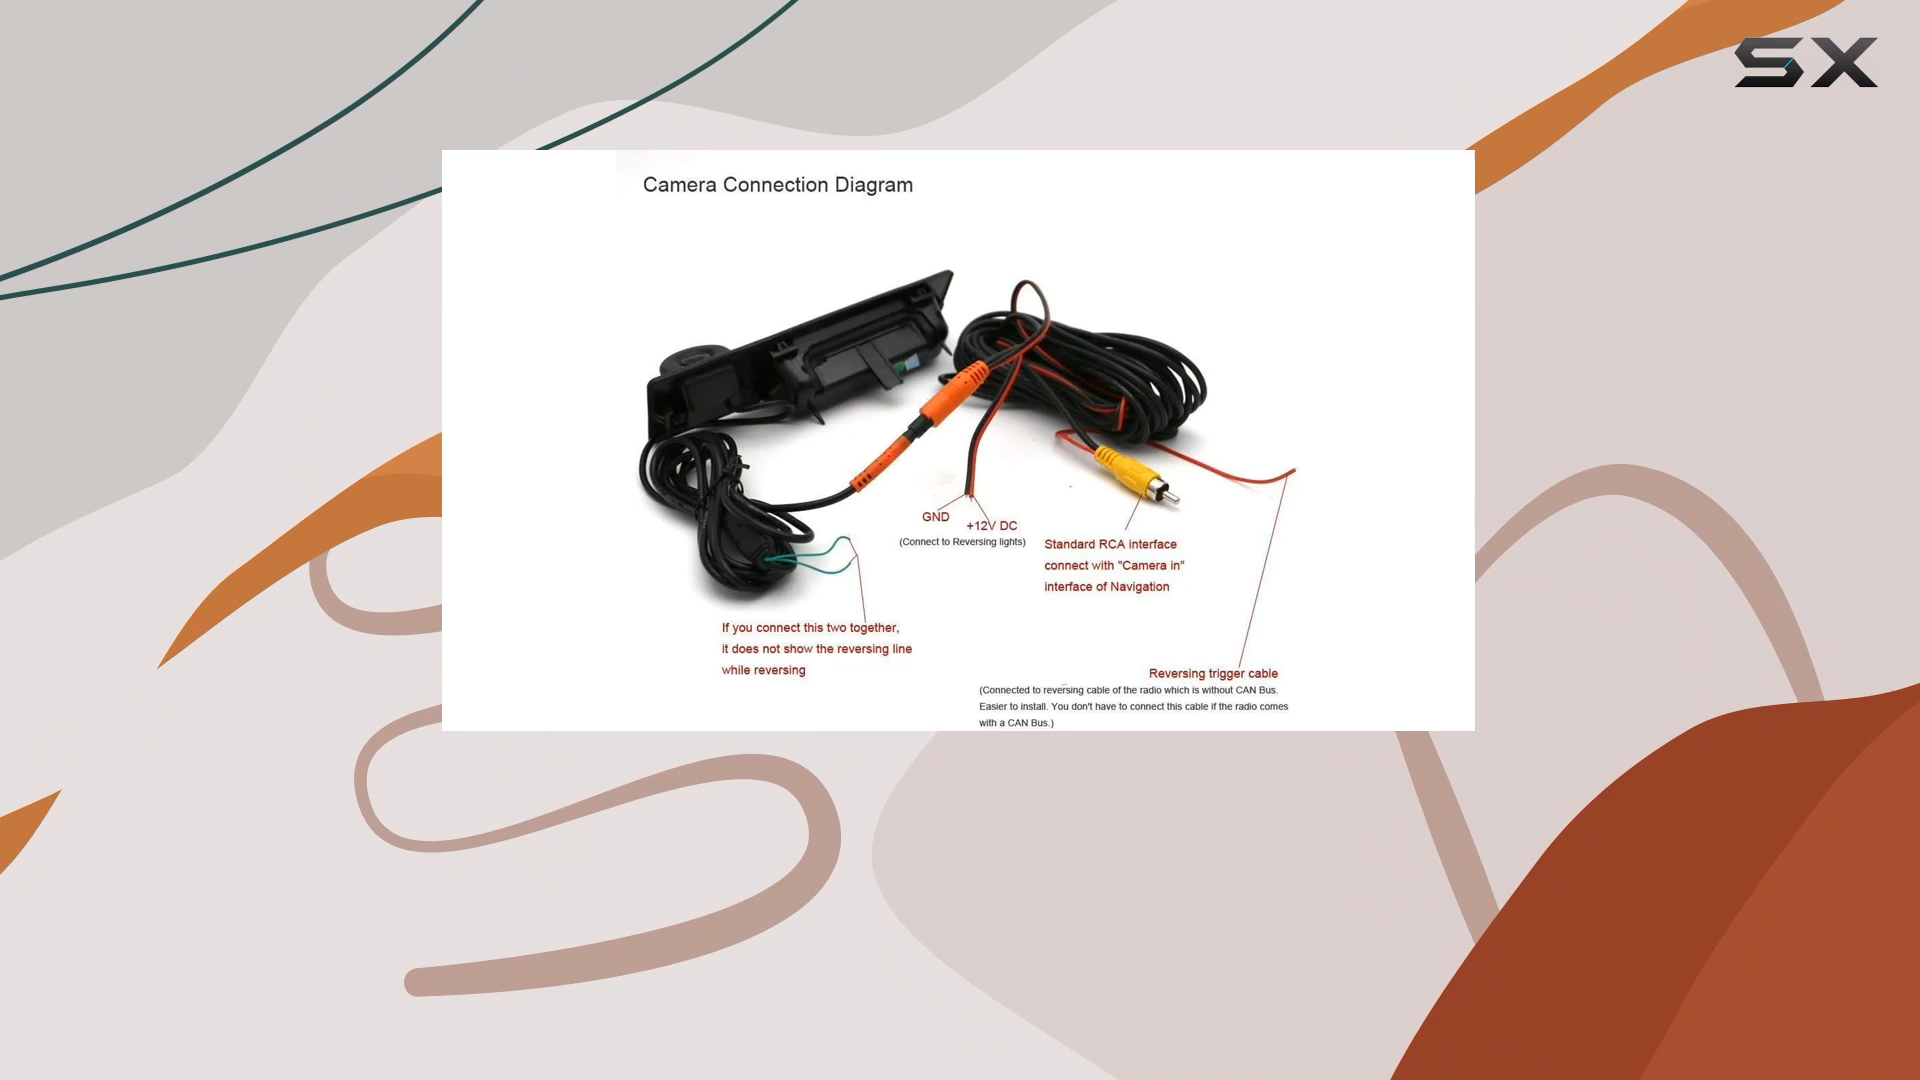 SX
Camera Connection Diagram
GND
+12V DC
(Connect to Reversing lights)
Standard RCA interface
connect with "Camera in"
interface of Navigation
If you connect this two together,
it does not show the reversing line
while reversing
Reversing trigger cable
(Connected to reversing cable of the radio which is without CAN Bus.
Easier to install. You don't have to connect this cable if the radio comes
with a CAN Bus.)